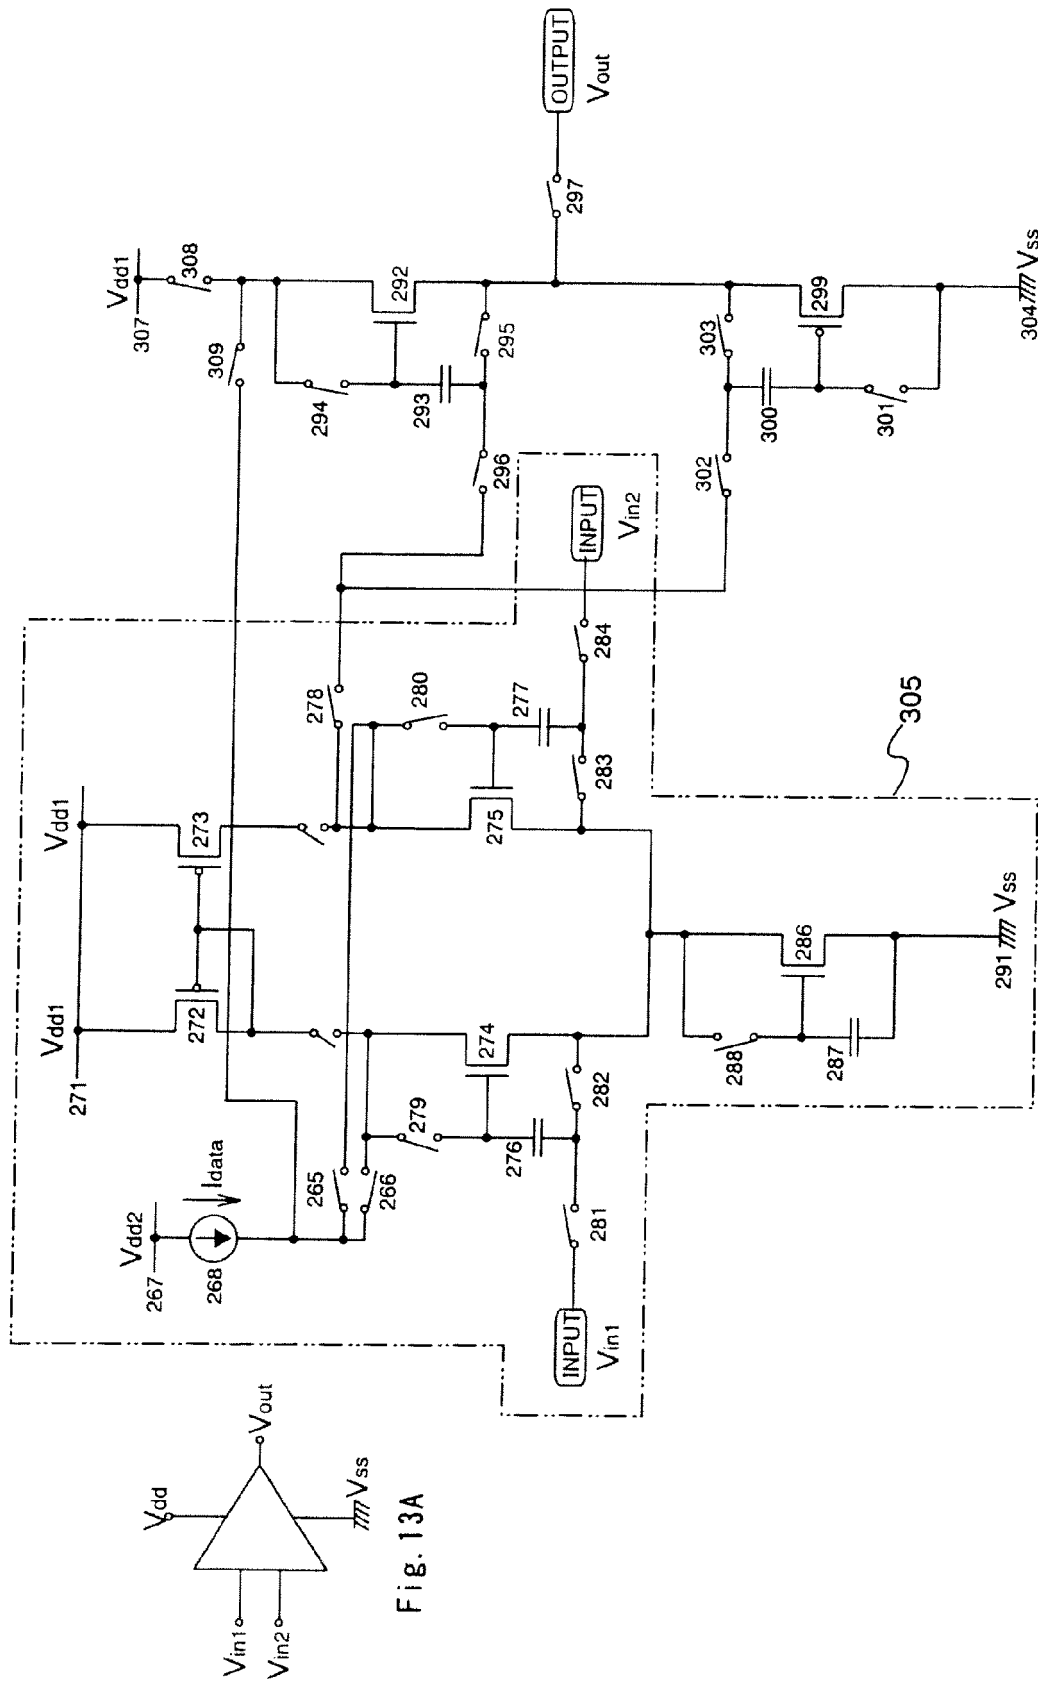 Vdd
Vin1
Vin2
Vout
Vss
Fig. 13A
Vdd2
267
268
Idata
271
Vdd1
Vdd1
272
273
265
266
278
279
280
274
275
276
277
281
282
283
284
INPUT
Vin1
INPUT
Vin2
286
287
288
291
Vss
305
307
Vdd1
308
309
292
293
294
295
296
297
OUTPUT
Vout
299
300
301
302
303
304
Vss